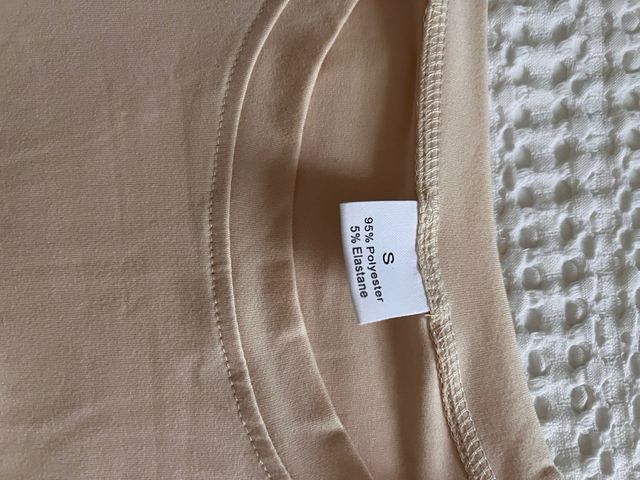 S
95% Polyester
5% Elastane